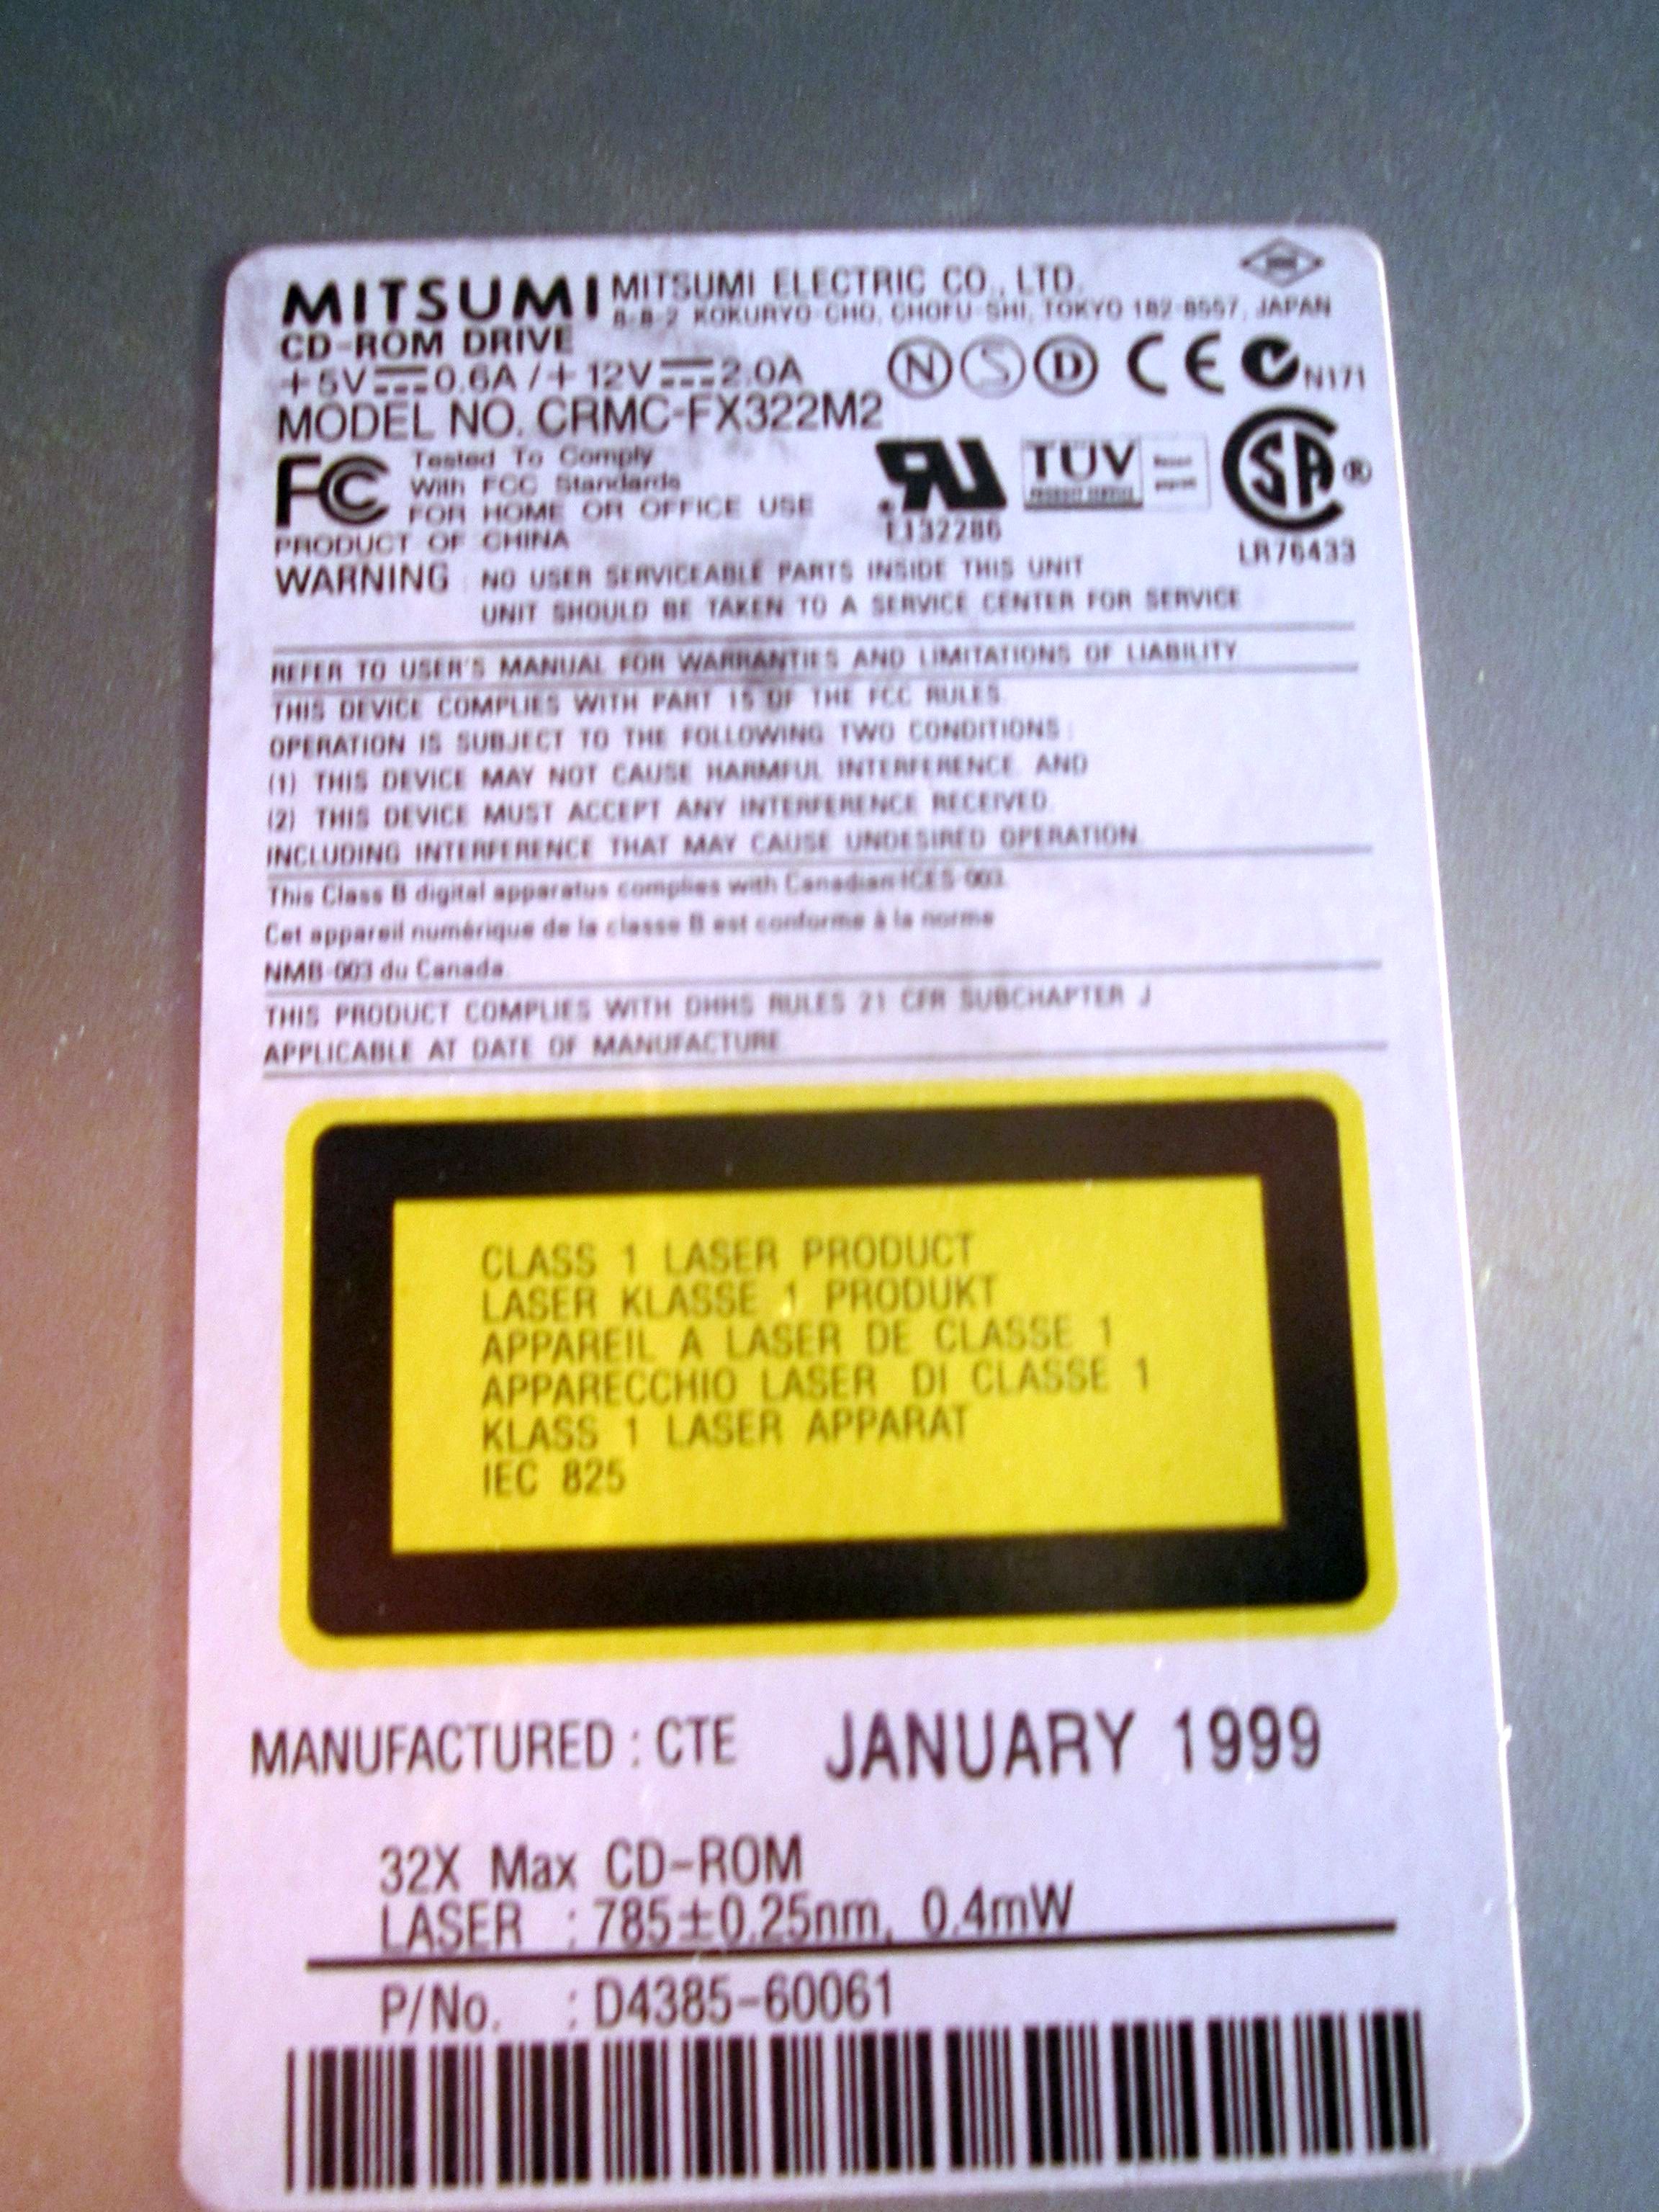 MITSUMI MITSUMI ELECTRIC CO., LTD.
8-8-2 KOKURYO-CHO, CHOFU-SHI, TOKYO 182-8557, JAPAN
CD-ROM DRIVE
+5V 0.6A/+12V 2.0A
N S D CE N171
MODEL NO. CRMC-FX322M2
FC Tested To Comply
With FCC Standards
FOR HOME OR OFFICE USE
RU TÜV SA ®
PRODUCT SERVICE
E132286
LR76433
PRODUCT OF CHINA
WARNING : NO USER SERVICEABLE PARTS INSIDE THIS UNIT
UNIT SHOULD BE TAKEN TO A SERVICE CENTER FOR SERVICE
REFER TO USER'S MANUAL FOR WARRANTIES AND LIMITATIONS OF LIABILITY
THIS DEVICE COMPLIES WITH PART 15 OF THE FCC RULES.
OPERATION IS SUBJECT TO THE FOLLOWING TWO CONDITIONS :
(1) THIS DEVICE MAY NOT CAUSE HARMFUL INTERFERENCE. AND
(2) THIS DEVICE MUST ACCEPT ANY INTERFERENCE RECEIVED.
INCLUDING INTERFERENCE THAT MAY CAUSE UNDESIRED OPERATION.
This Class B digital apparatus complies with Canadian ICES-003.
Cet appareil numérique de la classe B est conforme à la norme
NMB-003 du Canada.
THIS PRODUCT COMPLIES WITH DHHS RULES 21 CFR SUBCHAPTER J
APPLICABLE AT DATE OF MANUFACTURE.
CLASS 1 LASER PRODUCT
LASER KLASSE 1 PRODUKT
APPAREIL A LASER DE CLASSE 1
APPARECCHIO LASER DI CLASSE 1
KLASS 1 LASER APPARAT
IEC 825
MANUFACTURED : CTE JANUARY 1999
32X Max CD-ROM
LASER : 785±0.25nm, 0.4mW
P/No. : D4385-60061